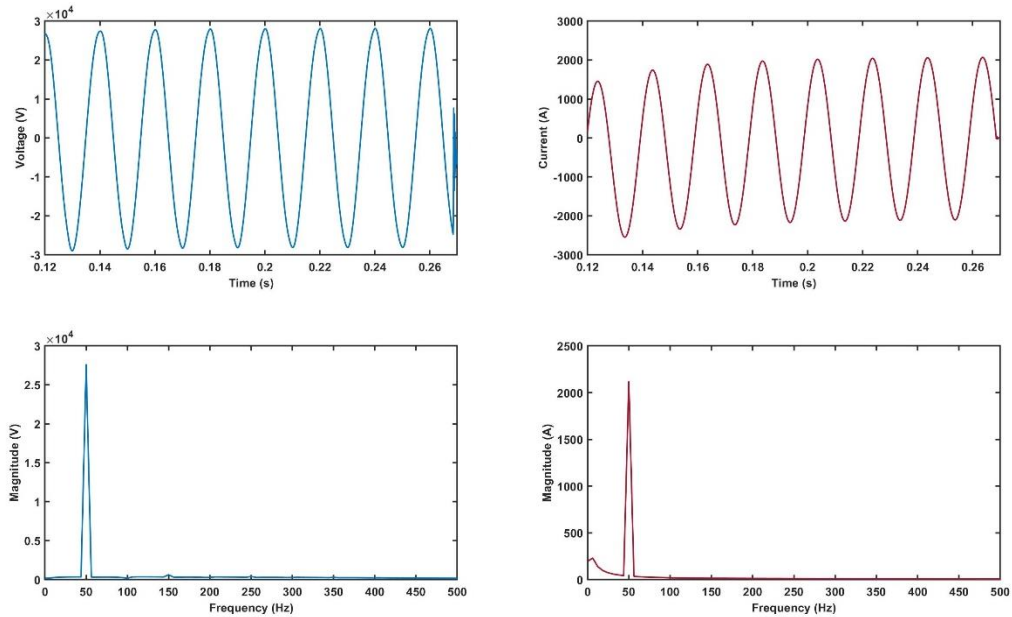 ×10⁴
3
2
1
0
-1
-2
-3
Voltage (V)
0.12 0.14 0.16 0.18 0.2 0.22 0.24 0.26
Time (s)
3000
2000
1000
0
-1000
-2000
-3000
Current (A)
0.12 0.14 0.16 0.18 0.2 0.22 0.24 0.26
Time (s)
×10⁴
3
2.5
2
1.5
1
0.5
0
Magnitude (V)
0 50 100 150 200 250 300 350 400 450 500
Frequency (Hz)
2500
2000
1500
1000
500
0
Magnitude (A)
0 50 100 150 200 250 300 350 400 450 500
Frequency (Hz)